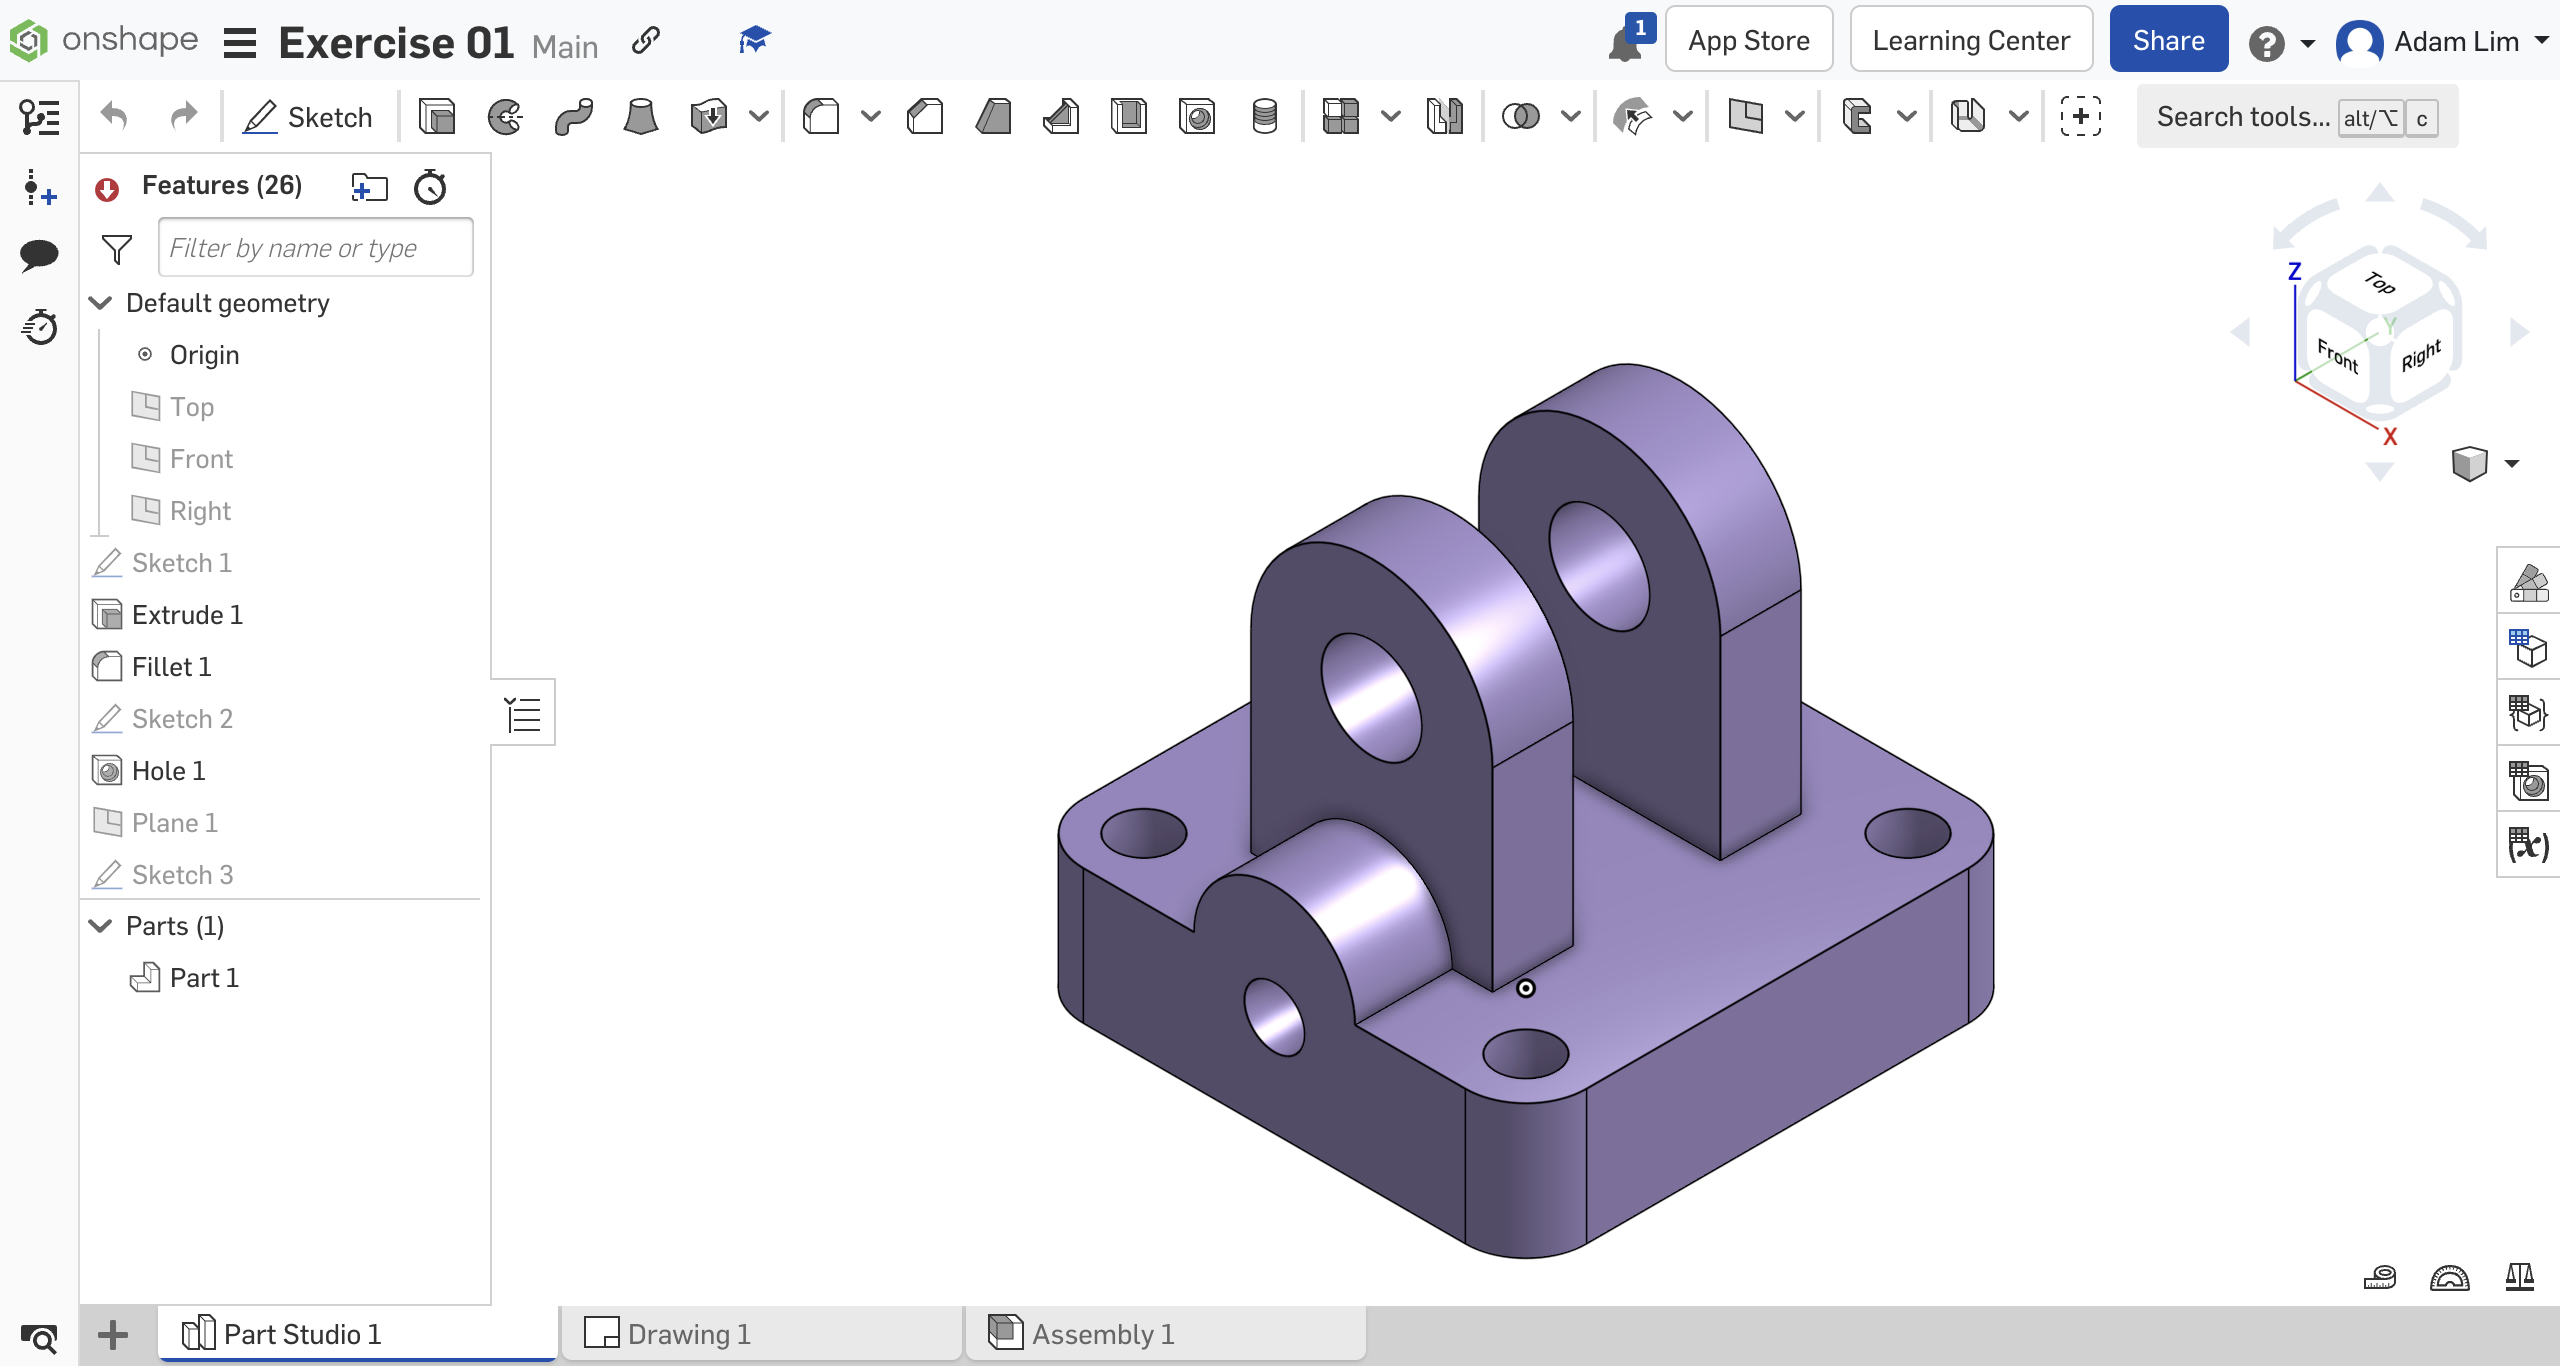 onshape Exercise 01 Main 1 App Store Learning Center Share ? Adam Lim
Sketch Search tools... alt/⌥ c
Features (26)
Filter by name or type
Default geometry
Origin
Top
Front
Right
Sketch 1
Extrude 1
Fillet 1
Sketch 2
Hole 1
Plane 1
Sketch 3
Parts (1)
Part 1
Z
Top
Y
Front
Right
X
(x)
Part Studio 1 Drawing 1 Assembly 1